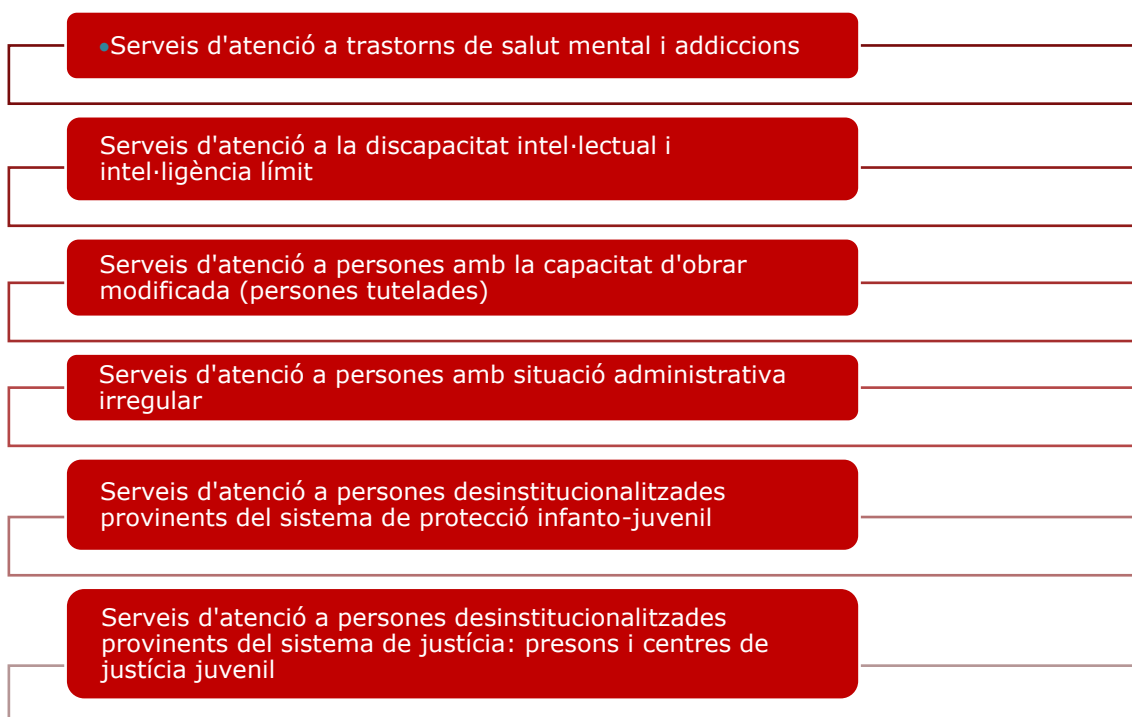 •Serveis d'atenció a trastorns de salut mental i addiccions
Serveis d'atenció a la discapacitat intel·lectual i
intel·ligència límit
Serveis d'atenció a persones amb la capacitat d'obrar
modificada (persones tutelades)
Serveis d'atenció a persones amb situació administrativa
irregular
Serveis d'atenció a persones desinstitucionalitzades
provinents del sistema de protecció infanto-juvenil
Serveis d'atenció a persones desinstitucionalitzades
provinents del sistema de justícia: presons i centres de
justícia juvenil